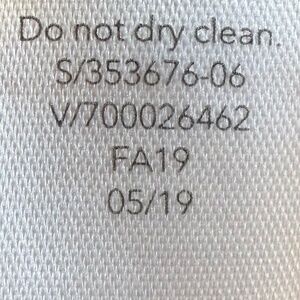 Do not dry clean.
S/353676-06
V/700026462
FA19
05/19